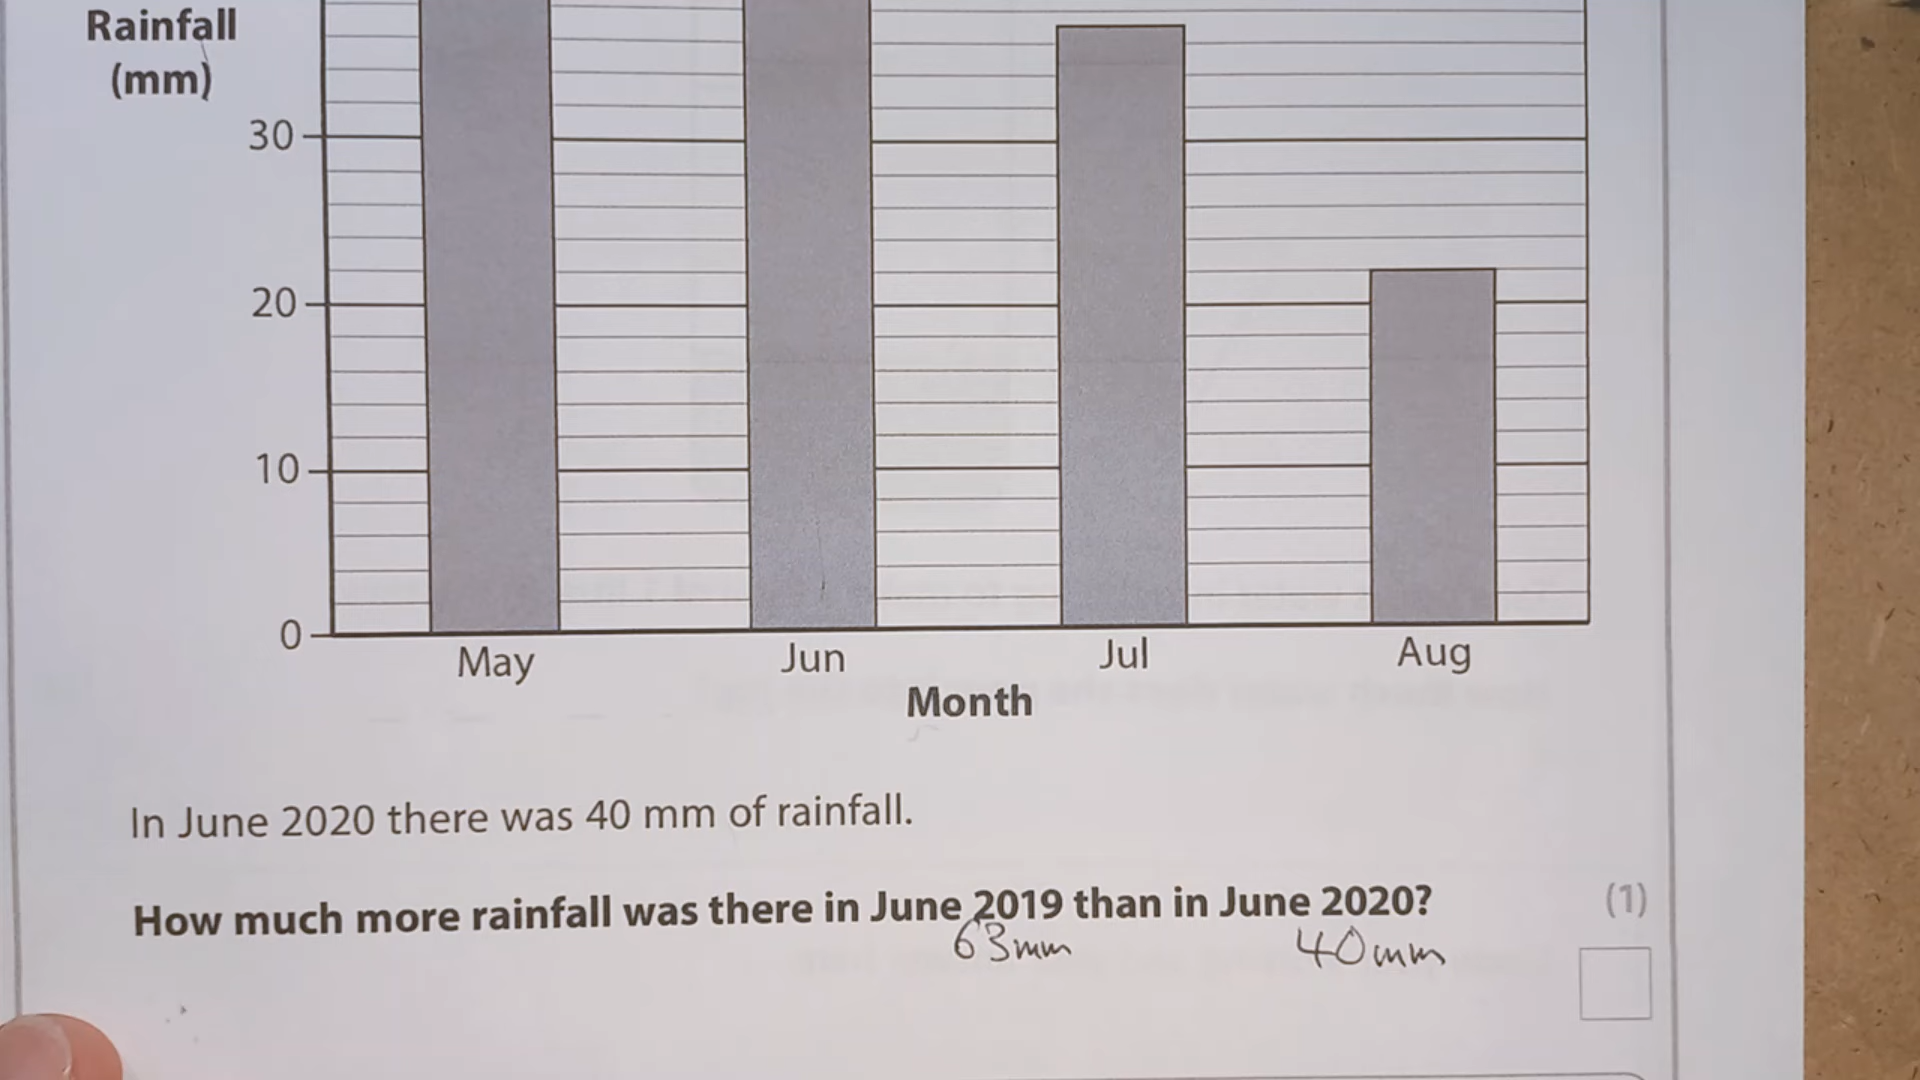 Rainfall
(mm)
30
20
10
0
May Jun Jul Aug
Month
In June 2020 there was 40 mm of rainfall.
How much more rainfall was there in June 2019 than in June 2020? (1)
63mm 40mm